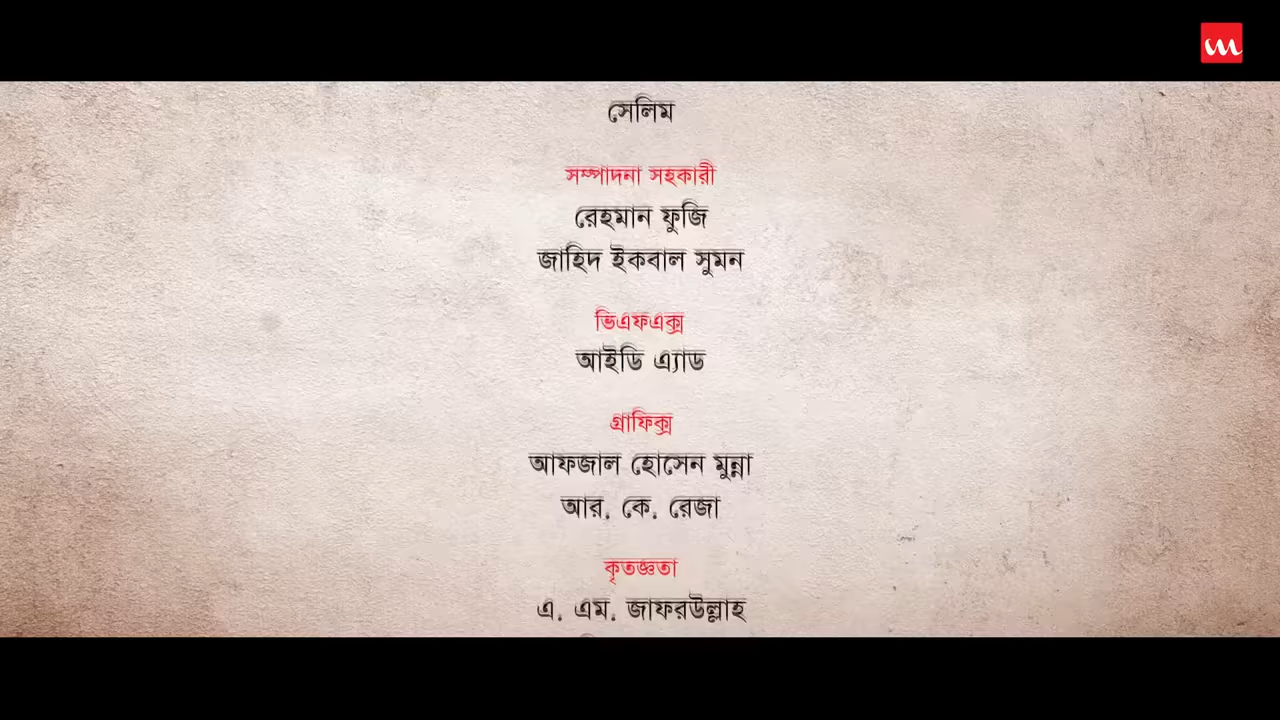 সেলিম
সম্পাদনা সহকারী
রেহমান ফুজি
জাহিদ ইকবাল সুমন
ভিএফএক্স
আইডি এ্যাড
গ্রাফিক্স
আফজাল হোসেন মুন্না
আর. কে. রেজা
কৃতজ্ঞতা
এ. এম. জাফরউল্লাহ